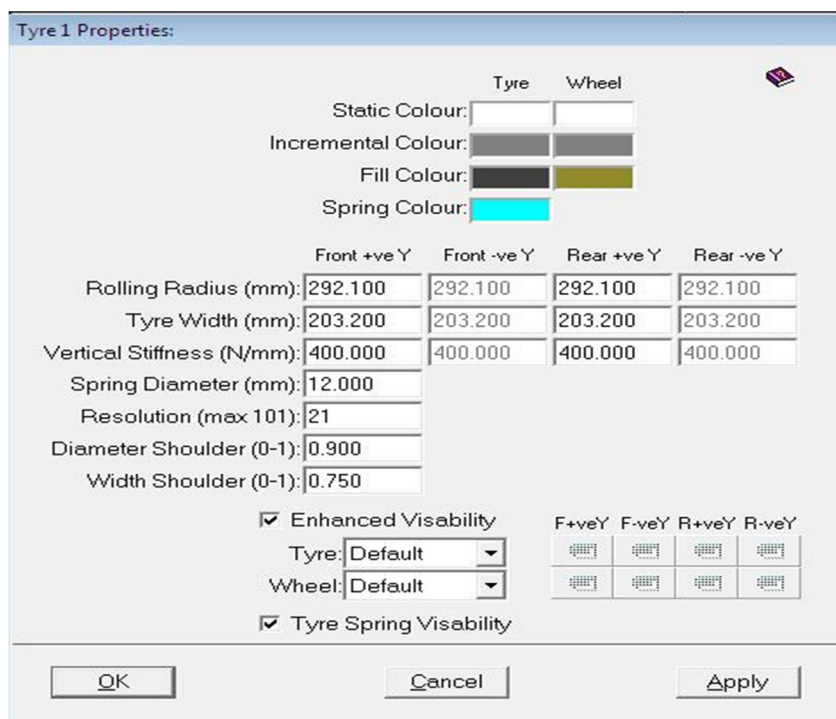 Tyre 1 Properties:
Tyre Wheel
Static Colour:
Incremental Colour:
Fill Colour:
Spring Colour:
Front +ve Y Front -ve Y Rear +ve Y Rear -ve Y
Rolling Radius (mm): 292.100 292.100 292.100 292.100
Tyre Width (mm): 203.200 203.200 203.200 203.200
Vertical Stiffness (N/mm): 400.000 400.000 400.000 400.000
Spring Diameter (mm): 12.000
Resolution (max 101): 21
Diameter Shoulder (0-1): 0.900
Width Shoulder (0-1): 0.750
Enhanced Visability F+veY F-veY R+veY R-veY
Tyre: Default
Wheel: Default
Tyre Spring Visability
OK Cancel Apply